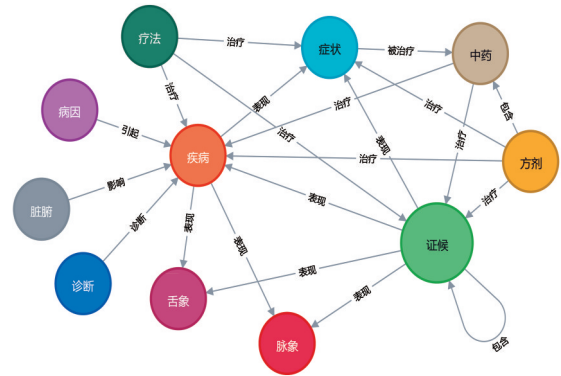 疗法
治疗
症状
被治疗
中药
治疗
病因
表现
治疗
治疗
包含
引起
治疗
表现
治疗
疾病
治疗
方剂
影响
治疗
脏腑
诊断
表现
表现
表现
证候
诊断
表现
舌象
表现
脉象
包含